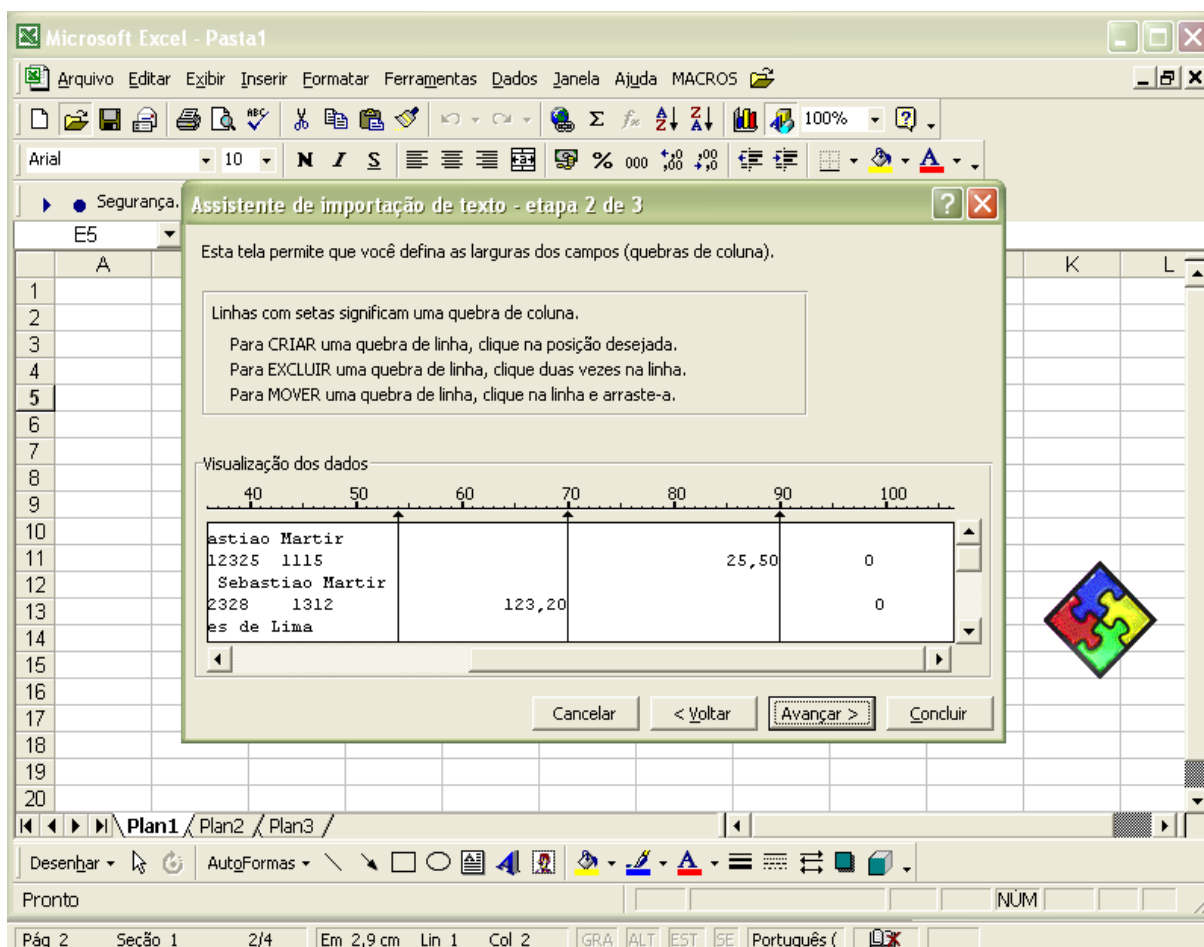 Microsoft Excel - Pasta1
Arquivo Editar Exibir Inserir Formatar Ferramentas Dados Janela Ajuda MACROS
100%
Arial 10 N I S % 000
Segurança.
E5
Assistente de importação de texto - etapa 2 de 3
Esta tela permite que você defina as larguras dos campos (quebras de coluna).
Linhas com setas significam uma quebra de coluna.
Para CRIAR uma quebra de linha, clique na posição desejada.
Para EXCLUIR uma quebra de linha, clique duas vezes na linha.
Para MOVER uma quebra de linha, clique na linha e arraste-a.
Visualização dos dados
40 50 60 70 80 90 100
astiao Martir
12325 1115 25,50 0
Sebastiao Martir
2328 1312 123,20 0
es de Lima
Cancelar < Voltar Avançar > Concluir
A K L
1
2
3
4
5
6
7
8
9
10
11
12
13
14
15
16
17
18
19
20
Plan1 Plan2 Plan3
Desenhar AutoFormas
Pronto NÚM
Pág 2 Seção 1 2/4 Em 2,9 cm Lin 1 Col 2 GRA ALT EST SE Português (